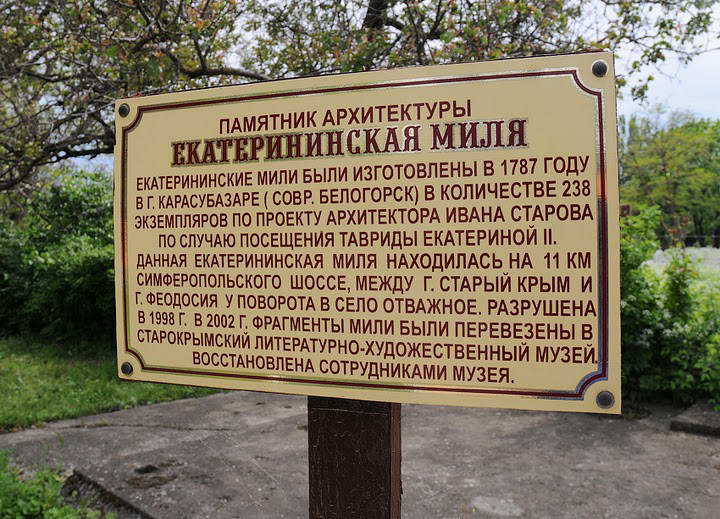 ПАМЯТНИК АРХИТЕКТУРЫ
ЕКАТЕРИНИНСКАЯ МИЛЯ
ЕКАТЕРИНИНСКИЕ МИЛИ БЫЛИ ИЗГОТОВЛЕНЫ В 1787 ГОДУ
В Г. КАРАСУБАЗАРЕ ( СОВР. БЕЛОГОРСК) В КОЛИЧЕСТВЕ 238
ЭКЗЕМПЛЯРОВ ПО ПРОЕКТУ АРХИТЕКТОРА ИВАНА СТАРОВА
ПО СЛУЧАЮ ПОСЕЩЕНИЯ ТАВРИДЫ ЕКАТЕРИНОЙ II.
ДАННАЯ ЕКАТЕРИНИНСКАЯ МИЛЯ НАХОДИЛАСЬ НА 11 КМ
СИМФЕРОПОЛЬСКОГО ШОССЕ, МЕЖДУ Г. СТАРЫЙ КРЫМ И
Г. ФЕОДОСИЯ У ПОВОРОТА В СЕЛО ОТВАЖНОЕ. РАЗРУШЕНА
В 1998 Г. В 2002 Г. ФРАГМЕНТЫ МИЛИ БЫЛИ ПЕРЕВЕЗЕНЫ В
СТАРОКРЫМСКИЙ ЛИТЕРАТУРНО-ХУДОЖЕСТВЕННЫЙ МУЗЕЙ.
ВОССТАНОВЛЕНА СОТРУДНИКАМИ МУЗЕЯ.